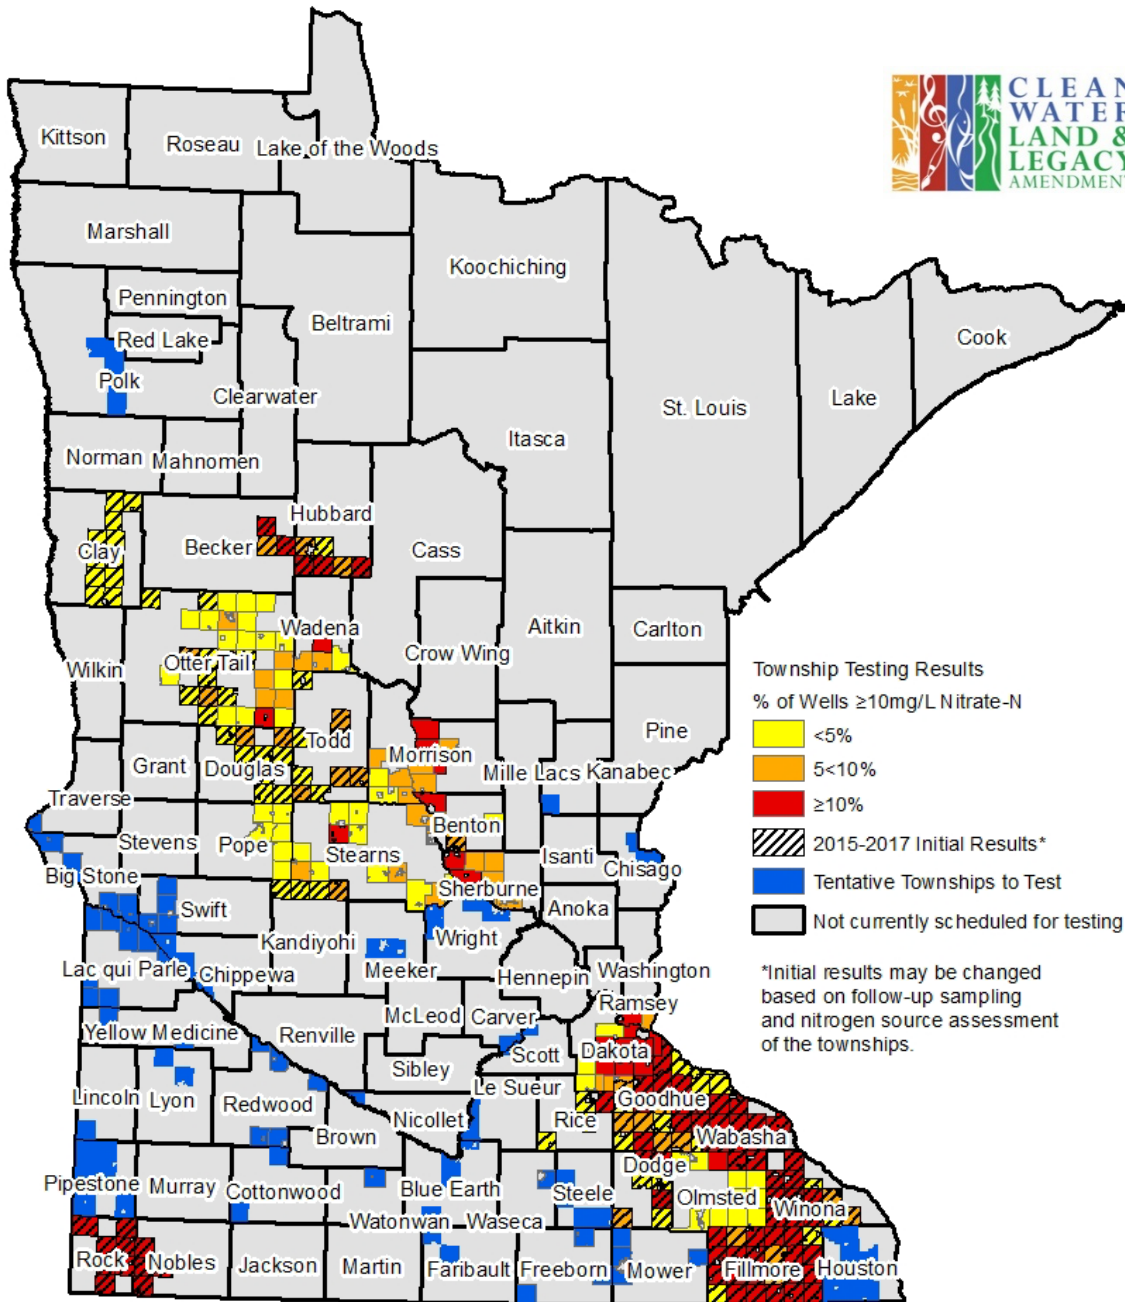 CLEAN
WATER
LAND &
LEGACY
AMENDMENT
Kittson
Roseau
Lake of the Woods
Marshall
Koochiching
Pennington
Beltrami
Red Lake
Cook
Polk
Clearwater
Lake
St. Louis
Itasca
Norman
Mahnomen
Hubbard
Clay
Becker
Cass
Wadena
Aitkin
Carlton
Crow Wing
Otter Tail
Wilkin
Township Testing Results
% of Wells ≥10mg/L Nitrate-N
<5%
5<10%
≥10%
2015-2017 Initial Results*
Tentative Townships to Test
Not currently scheduled for testing
*Initial results may be changed
based on follow-up sampling
and nitrogen source assessment
of the townships.
Pine
Todd
Morrison
Grant
Douglas
Mille Lacs
Kanabec
Traverse
Benton
Stevens
Pope
Stearns
Isanti
Chisago
Big Stone
Sherburne
Swift
Anoka
Kandiyohi
Wright
Lac qui Parle
Chippewa
Meeker
Hennepin
Washington
Ramsey
McLeod
Carver
Yellow Medicine
Renville
Scott
Dakota
Sibley
Le Sueur
Lincoln
Lyon
Redwood
Goodhue
Nicollet
Rice
Brown
Wabasha
Dodge
Pipestone
Murray
Cottonwood
Blue Earth
Steele
Olmsted
Winona
Watonwan
Waseca
Rock
Nobles
Jackson
Martin
Faribault
Freeborn
Mower
Fillmore
Houston